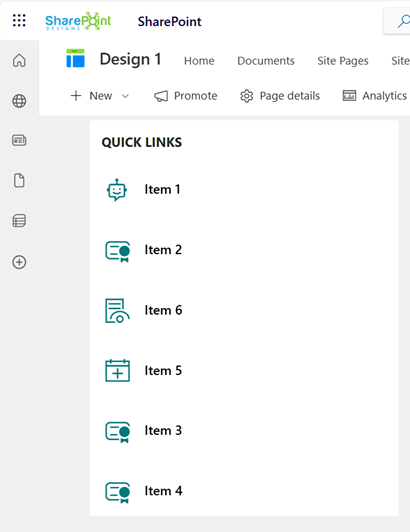 SharePoint
DESIGNS
SharePoint
Design 1
Home
Documents
Site Pages
Site
New
Promote
Page details
Analytics
QUICK LINKS
Item 1
Item 2
Item 6
Item 5
Item 3
Item 4